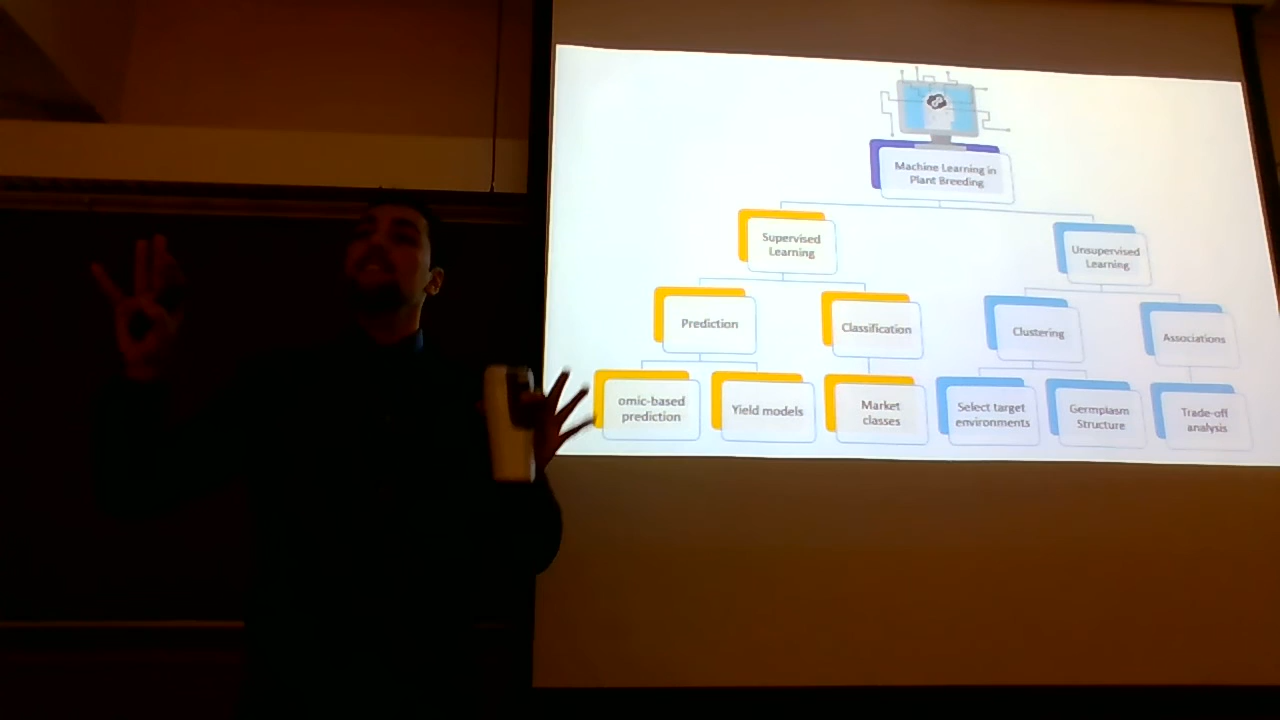 Machine Learning in
Plant Breeding
Supervised
Learning
Unsupervised
Learning
Prediction
Classification
Clustering
Associations
omic-based
prediction
Yield models
Market
classes
Select target
environments
Germplasm
Structure
Trade-off
analysis